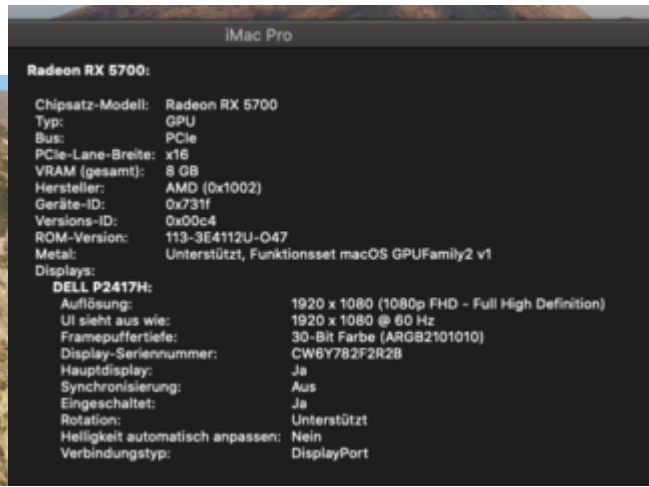 iMac Pro
Radeon RX 5700:
Chipsatz-Modell: Radeon RX 5700
Typ: GPU
Bus: PCIe
PCIe-Lane-Breite: x16
VRAM (gesamt): 8 GB
Hersteller: AMD (0x1002)
Geräte-ID: 0x731f
Versions-ID: 0x00c4
ROM-Version: 113-3E4112U-O47
Metal: Unterstützt, Funktionsset macOS GPUFamily2 v1
Displays:
DELL P2417H:
Auflösung: 1920 x 1080 (1080p FHD - Full High Definition)
UI sieht aus wie: 1920 x 1080 @ 60 Hz
Framepuffertiefe: 30-Bit Farbe (ARGB2101010)
Display-Seriennummer: CW6Y782F2R2B
Hauptdisplay: Ja
Synchronisierung: Aus
Eingeschaltet: Ja
Rotation: Unterstützt
Helligkeit automatisch anpassen: Nein
Verbindungstyp: DisplayPort